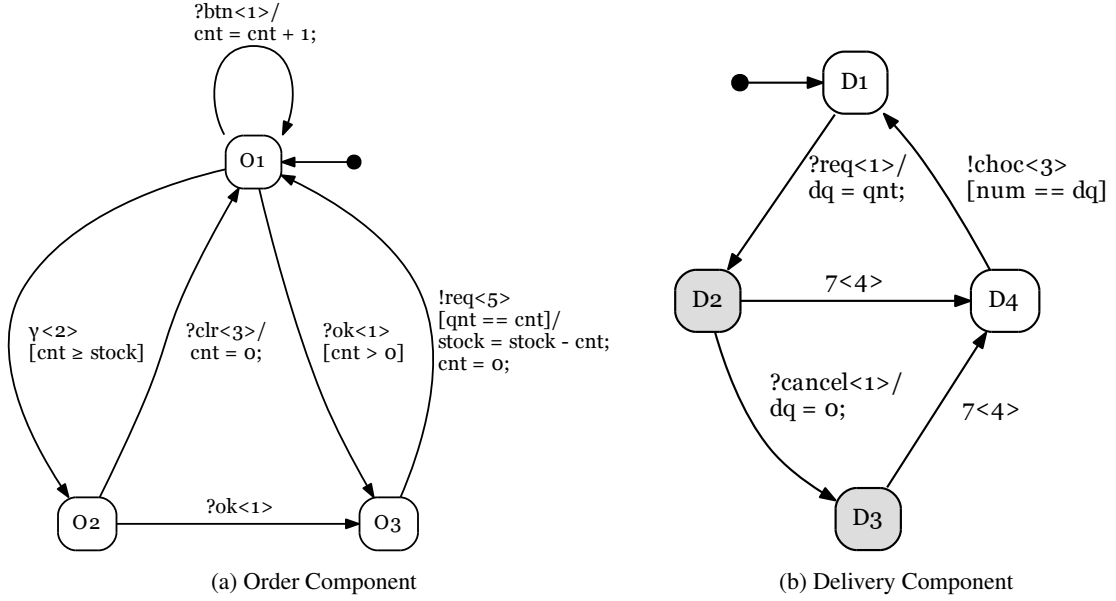 ?btn<1>/
cnt = cnt + 1;
O1
γ<2>
[cnt ≥ stock]
?clr<3>/
cnt = 0;
?ok<1>
[cnt > 0]
!req<5>
[qnt == cnt]/
stock = stock - cnt;
cnt = 0;
O2
?ok<1>
O3
(a) Order Component
D1
?req<1>/
dq = qnt;
!choc<3>
[num == dq]
D2
7<4>
D4
?cancel<1>/
dq = 0;
7<4>
D3
(b) Delivery Component